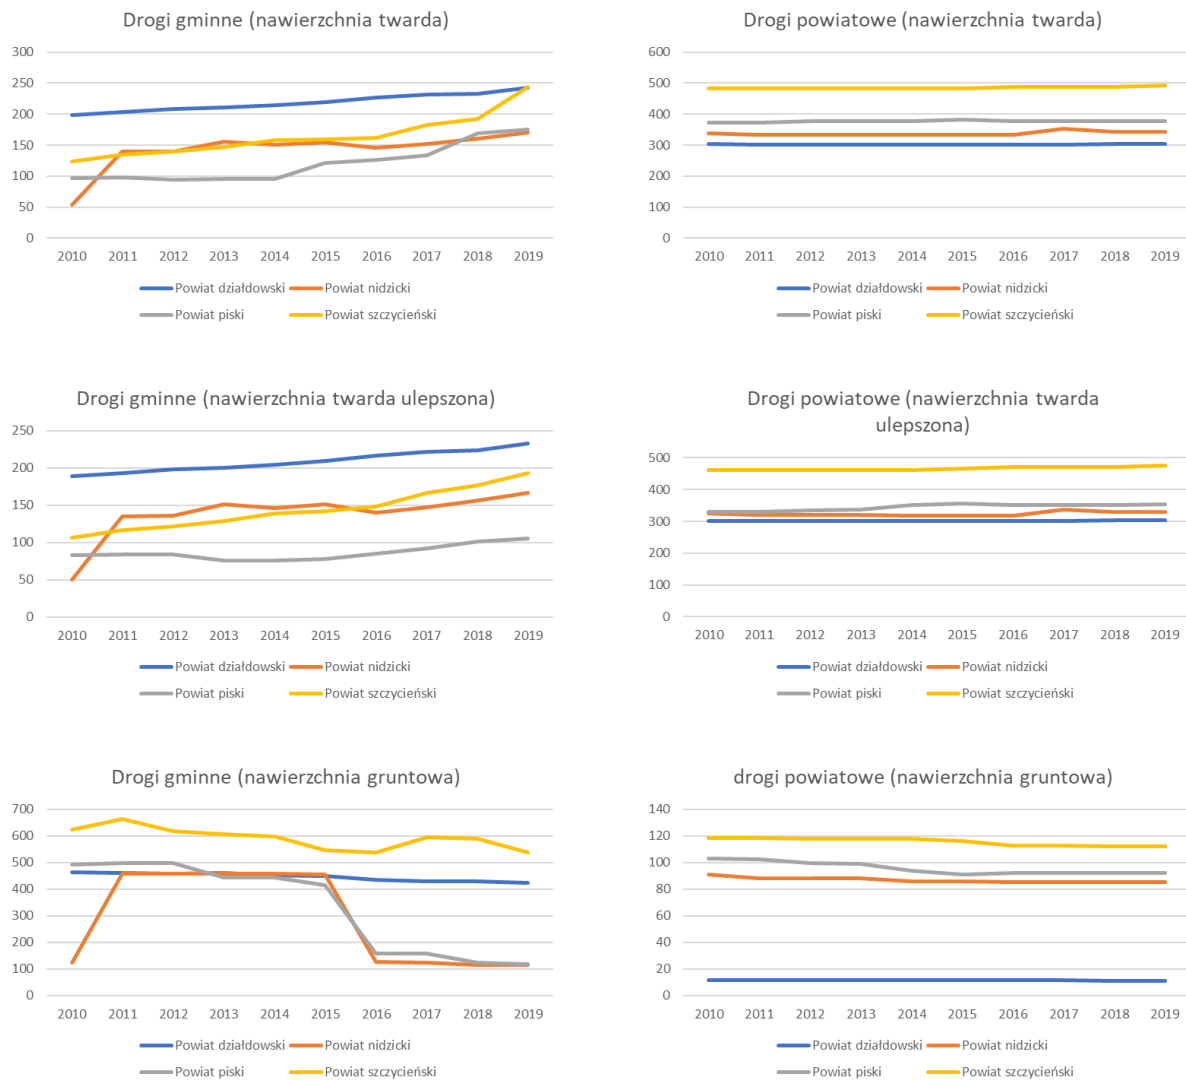 Drogi gminne (nawierzchnia twarda)
300
250
200
150
100
50
0
2010 2011 2012 2013 2014 2015 2016 2017 2018 2019
Powiat działdowski Powiat nidzicki
Powiat piski Powiat szczycieński
Drogi powiatowe (nawierzchnia twarda)
600
500
400
300
200
100
0
2010 2011 2012 2013 2014 2015 2016 2017 2018 2019
Powiat działdowski Powiat nidzicki
Powiat piski Powiat szczycieński
Drogi gminne (nawierzchnia twarda ulepszona)
250
200
150
100
50
0
2010 2011 2012 2013 2014 2015 2016 2017 2018 2019
Powiat działdowski Powiat nidzicki
Powiat piski Powiat szczycieński
Drogi powiatowe (nawierzchnia twarda
ulepszona)
500
400
300
200
100
0
2010 2011 2012 2013 2014 2015 2016 2017 2018 2019
Powiat działdowski Powiat nidzicki
Powiat piski Powiat szczycieński
Drogi gminne (nawierzchnia gruntowa)
700
600
500
400
300
200
100
0
2010 2011 2012 2013 2014 2015 2016 2017 2018 2019
Powiat działdowski Powiat nidzicki
Powiat piski Powiat szczycieński
drogi powiatowe (nawierzchnia gruntowa)
140
120
100
80
60
40
20
0
2010 2011 2012 2013 2014 2015 2016 2017 2018 2019
Powiat działdowski Powiat nidzicki
Powiat piski Powiat szczycieński